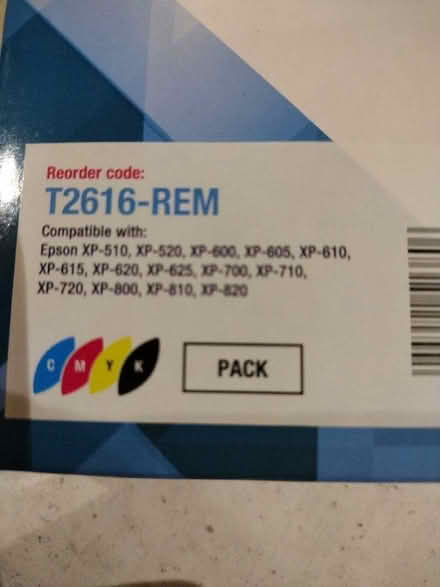 Reorder code:
T2616-REM
Compatible with:
Epson XP-510, XP-520, XP-600, XP-605, XP-610,
XP-615, XP-620, XP-625, XP-700, XP-710,
XP-720, XP-800, XP-810, XP-820
C M Y K
PACK